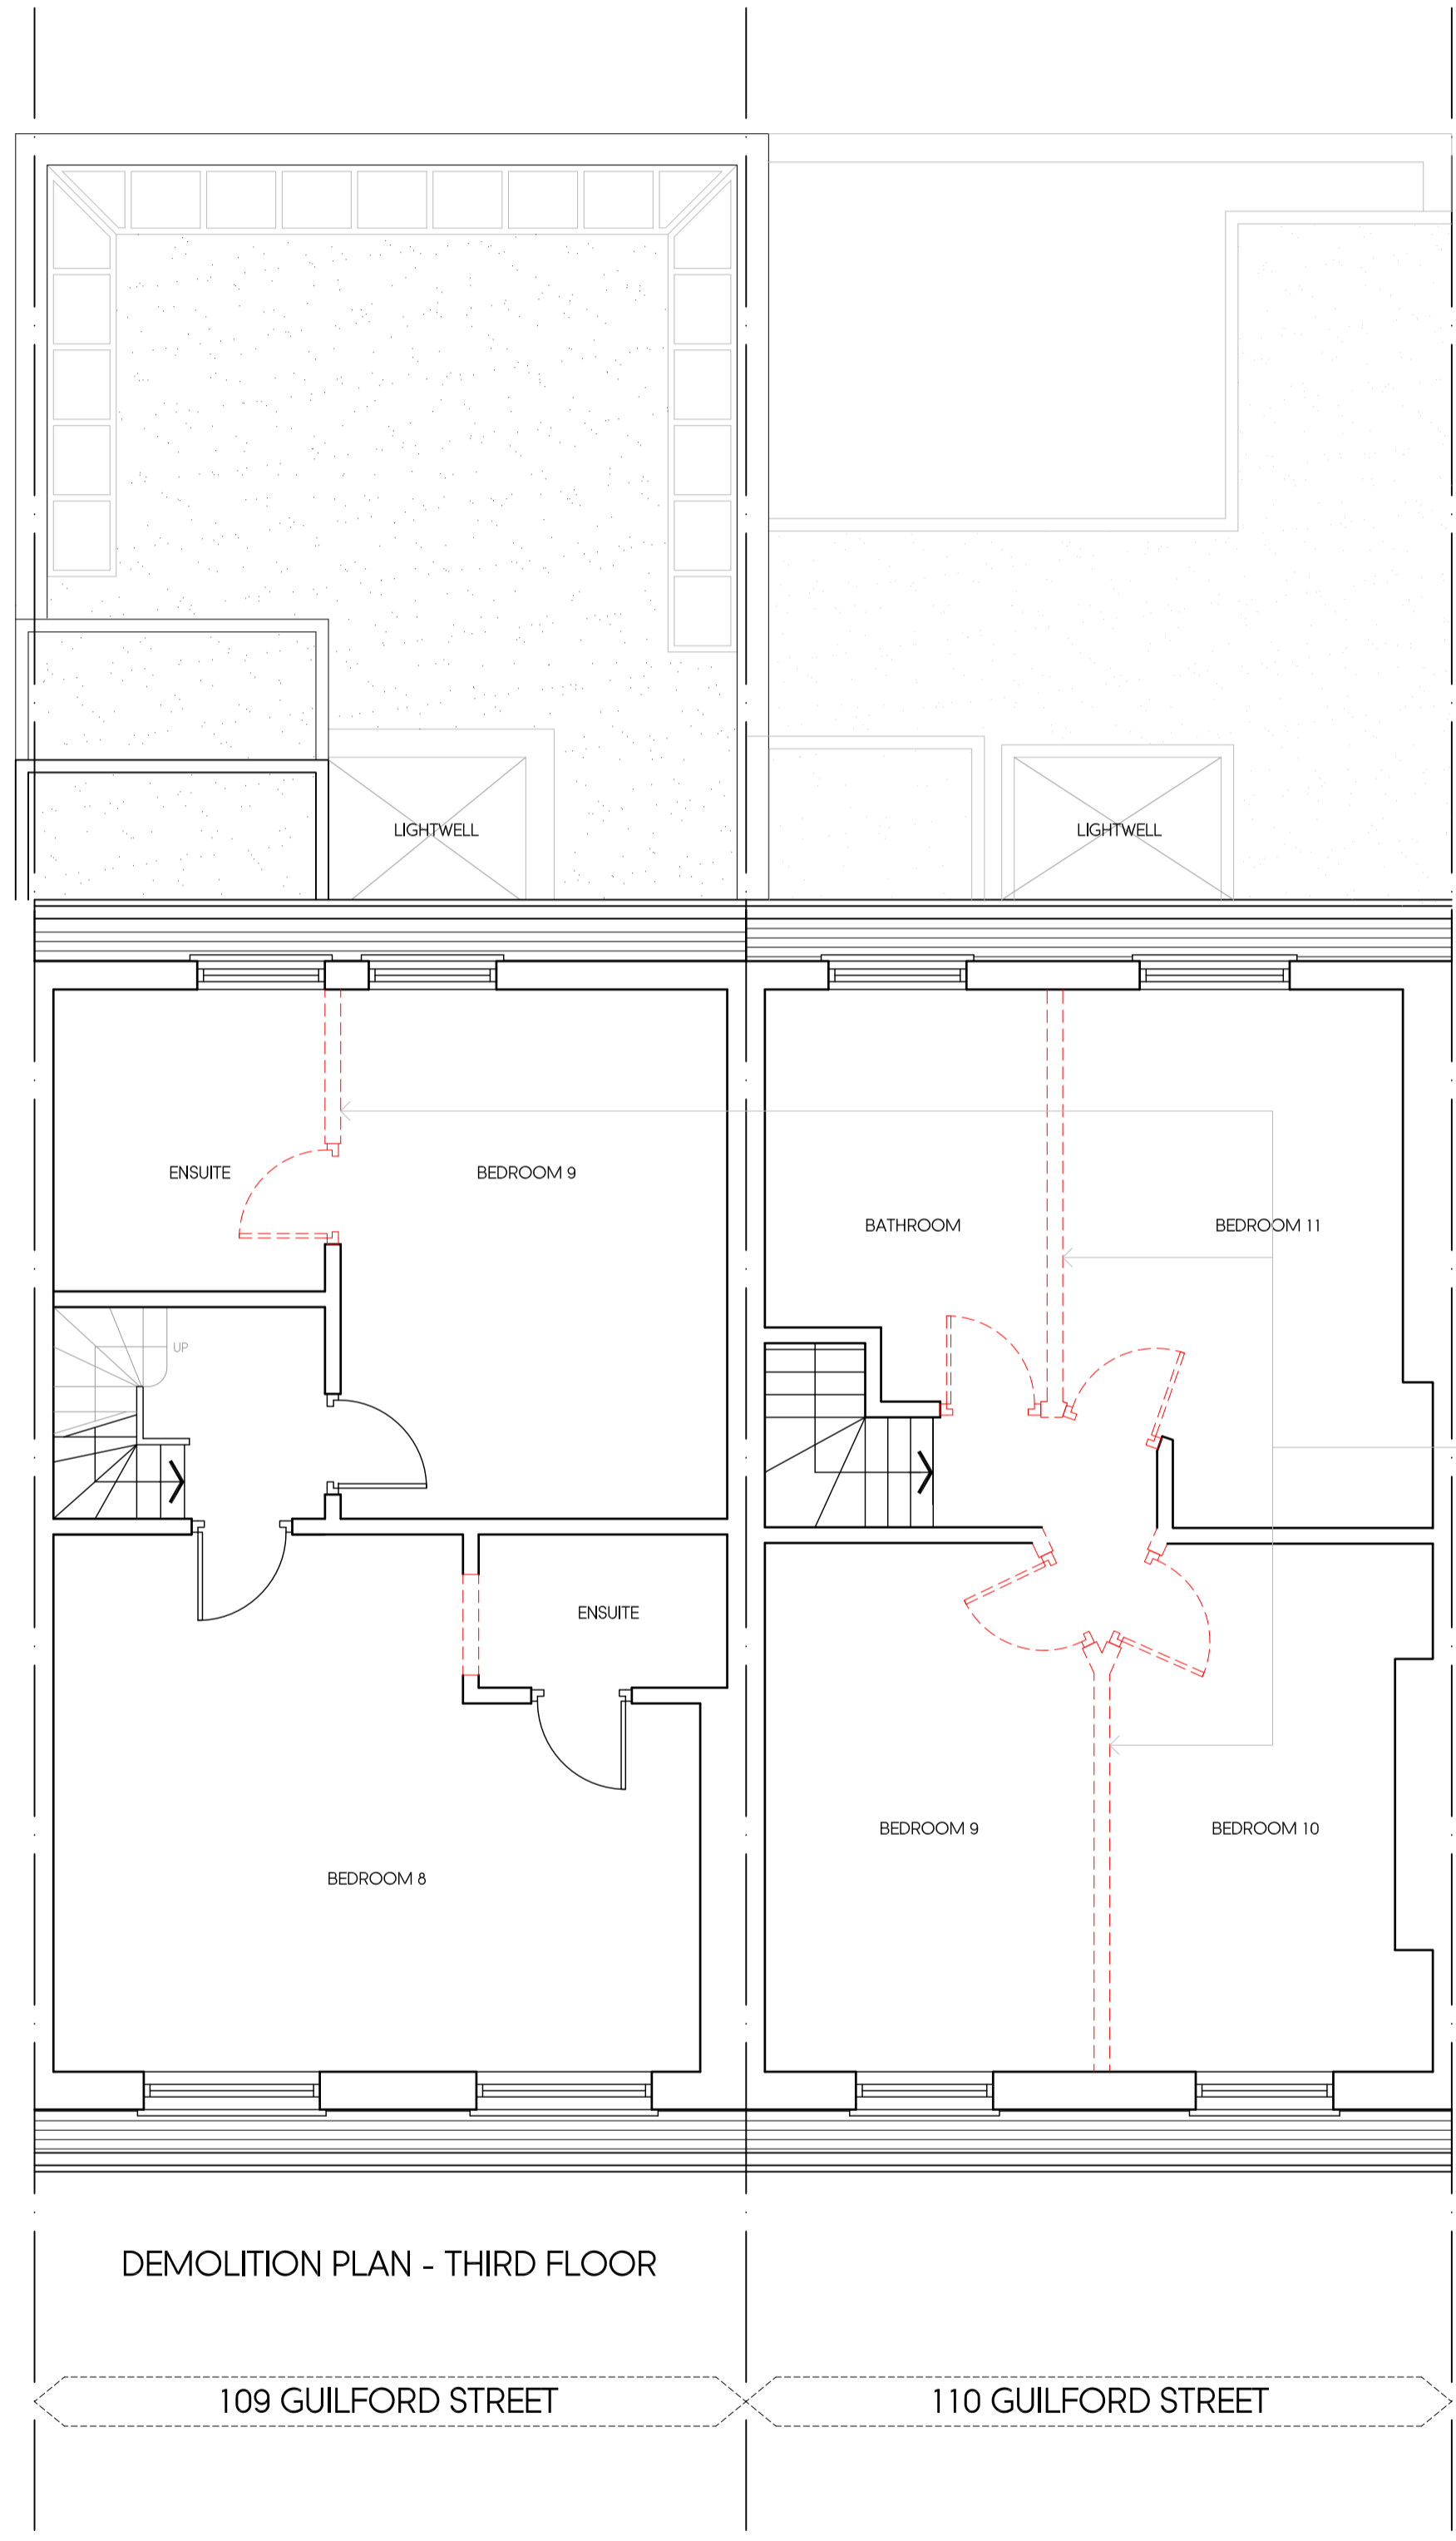 LIGHTWELL
LIGHTWELL
ENSUITE
BEDROOM 9
BATHROOM
BEDROOM 11
UP
ENSUITE
BEDROOM 9
BEDROOM 10
BEDROOM 8
DEMOLITION PLAN - THIRD FLOOR
109 GUILFORD STREET
110 GUILFORD STREET